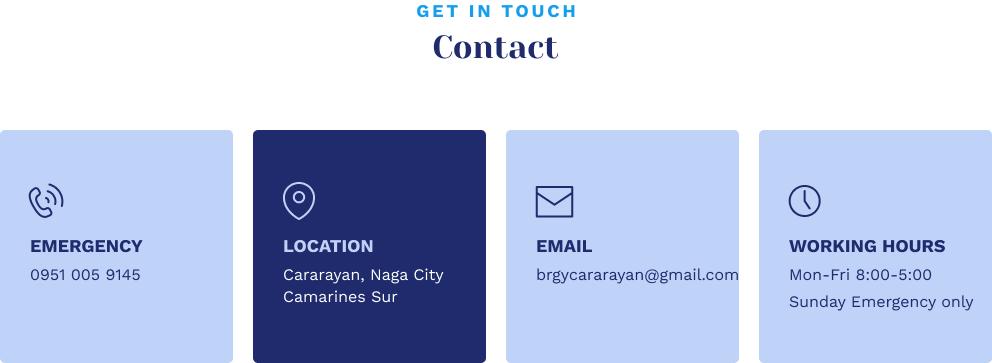 GET IN TOUCH
Contact
EMERGENCY
0951 005 9145
LOCATION
Cararayan, Naga City
Camarines Sur
EMAIL
brgycararayan@gmail.com
WORKING HOURS
Mon-Fri 8:00-5:00
Sunday Emergency only